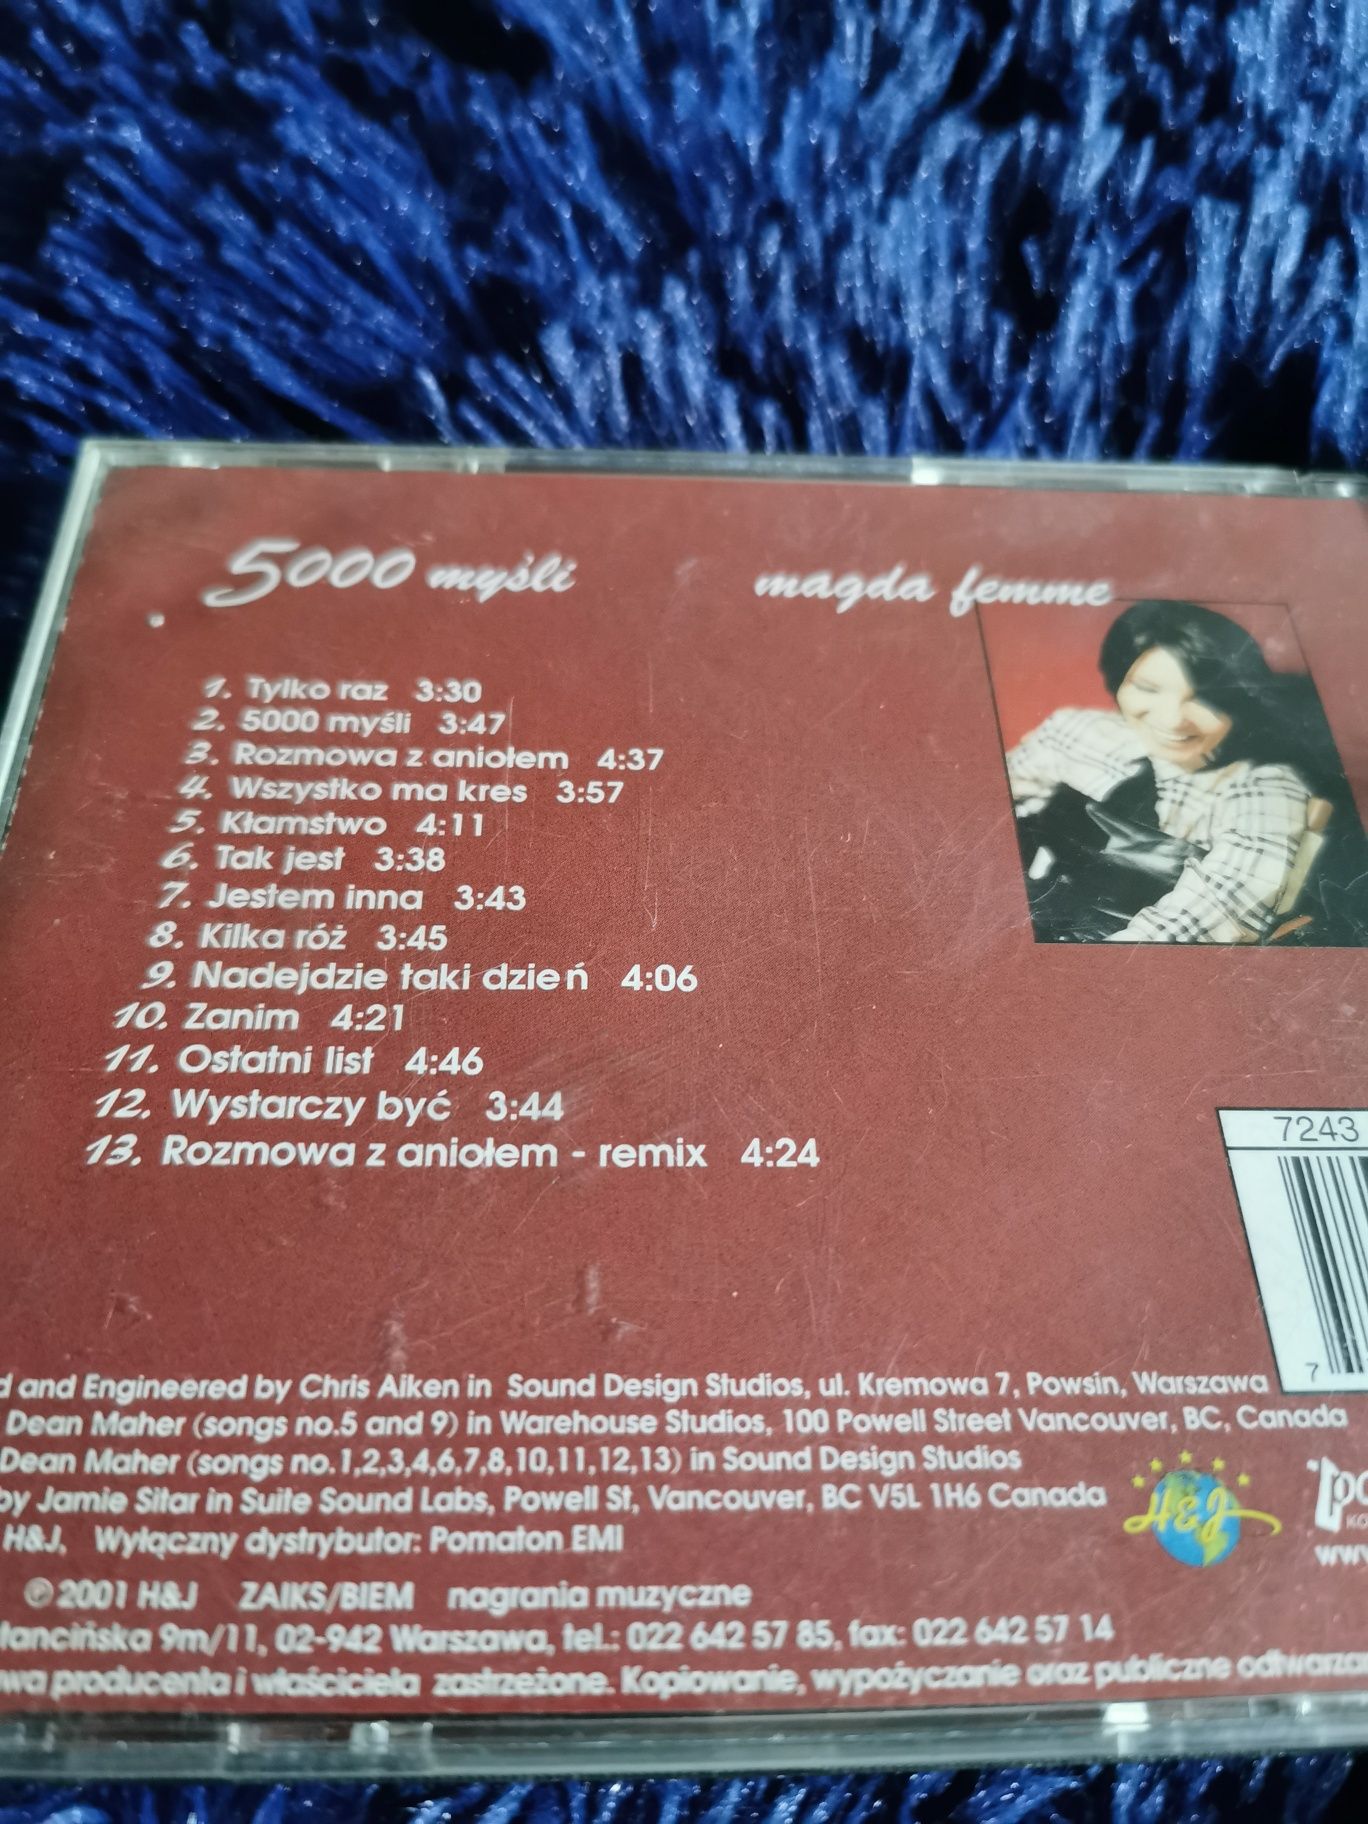 5000 myśli magda femme
1. Tylko raz 3:30
2. 5000 myśli 3:47
3. Rozmowa z aniołem 4:37
4. Wszystko ma kres 3:57
5. Kłamstwo 4:11
6. Tak jest 3:38
7. Jestem inna 3:43
8. Kilka róż 3:45
9. Nadejdzie taki dzień 4:06
10. Zanim 4:21
11. Ostatni list 4:46
12. Wystarczy być 3:44
13. Rozmowa z aniołem - remix 4:24
7243
7
and Engineered by Chris Aiken in Sound Design Studios, ul. Kremowa 7, Powsin, Warszawa
Dean Maher (songs no.5 and 9) in Warehouse Studios, 100 Powell Street Vancouver, BC, Canada
Dean Maher (songs no.1,2,3,4,6,7,8,10,11,12,13) in Sound Design Studios
by Jamie Sitar in Suite Sound Labs, Powell St, Vancouver, BC V5L 1H6 Canada
H&J
H&J, Wyłączny dystrybutor: Pomaton EMI
www
℗2001 H&J ZAIKS/BIEM nagrania muzyczne
9m/11, 02-942 Warszawa, tel.: 022 642 57 85, fax: 022 642 57 14
producenta i właściciela zastrzeżone. Kopiowanie, wypożyczanie oraz publiczne